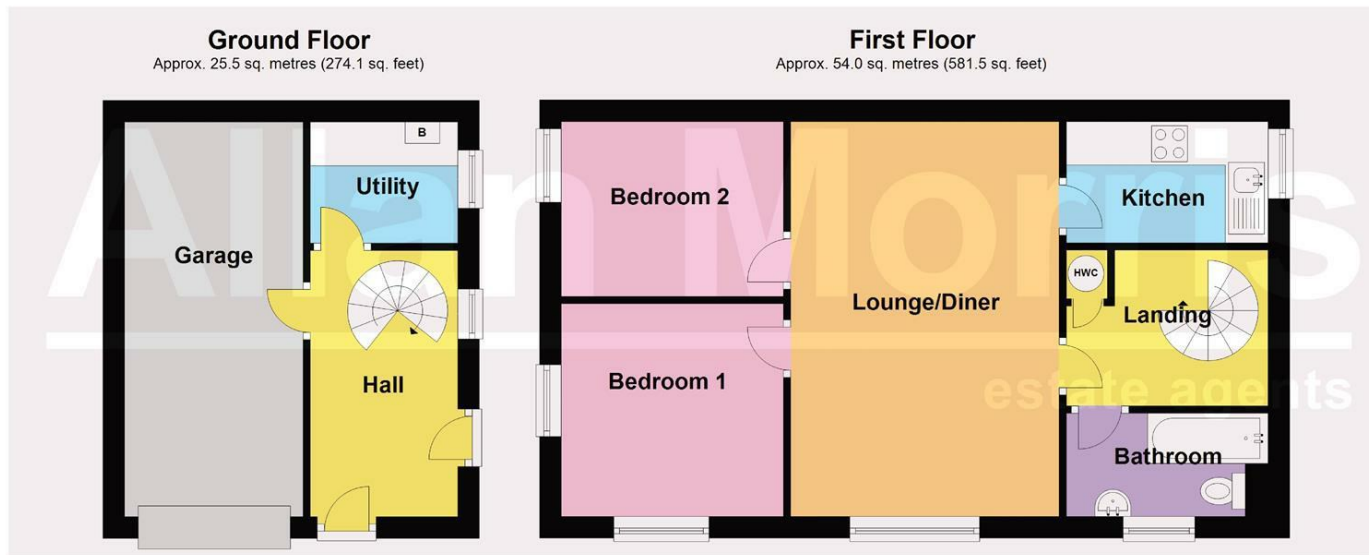 Ground Floor
Approx. 25.5 sq. metres (274.1 sq. feet)
B
Utility
Garage
Hall
First Floor
Approx. 54.0 sq. metres (581.5 sq. feet)
Bedroom 2
Kitchen
HWC
Lounge/Diner
Landing
Bedroom 1
Bathroom
Allan Morris
estate agents